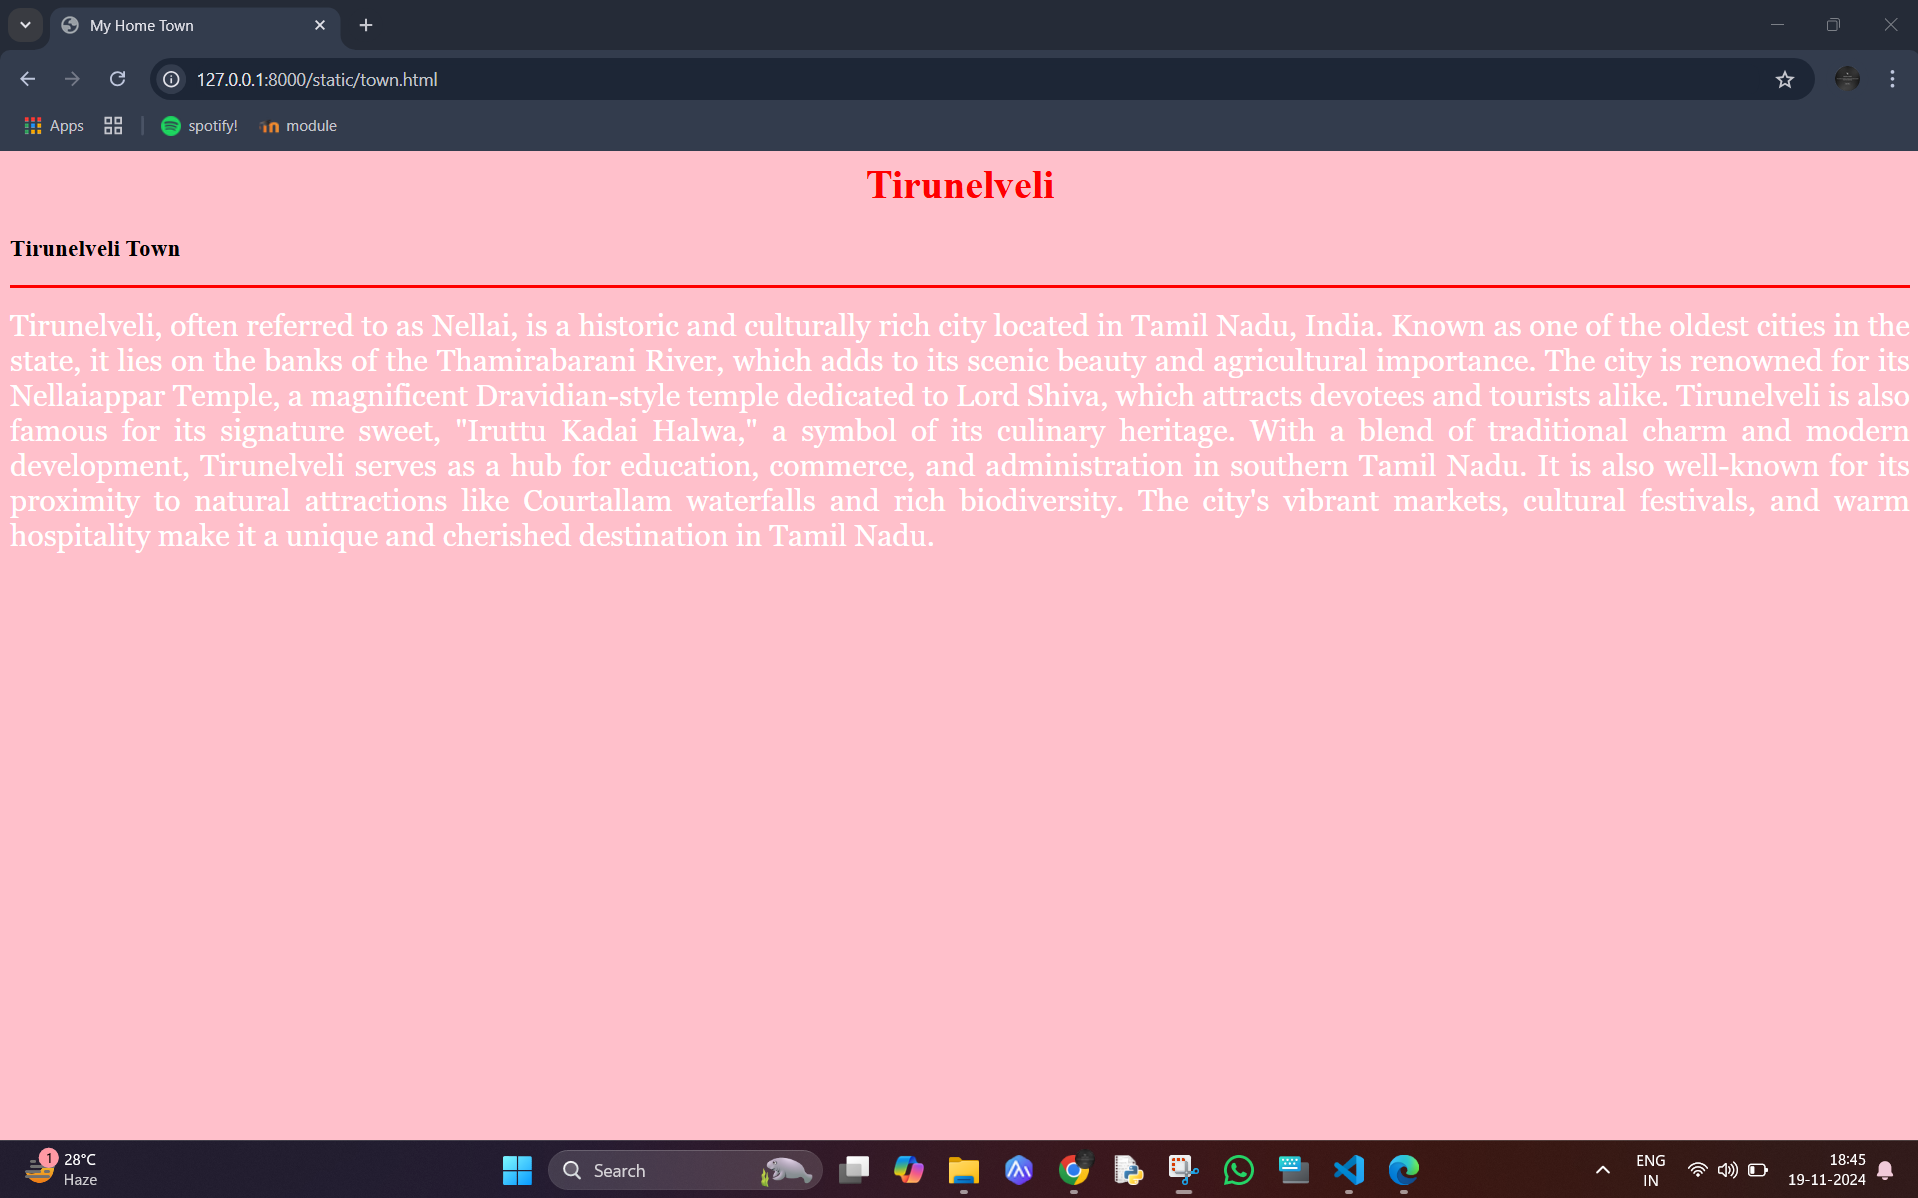 My Home Town
127.0.0.1:8000/static/town.html
Apps
spotify!
module
Tirunelveli
Tirunelveli Town
Tirunelveli, often referred to as Nellai, is a historic and culturally rich city located in Tamil Nadu, India. Known as one of the oldest cities in the
state, it lies on the banks of the Thamirabarani River, which adds to its scenic beauty and agricultural importance. The city is renowned for its
Nellaiappar Temple, a magnificent Dravidian-style temple dedicated to Lord Shiva, which attracts devotees and tourists alike. Tirunelveli is also
famous for its signature sweet, "Iruttu Kadai Halwa," a symbol of its culinary heritage. With a blend of traditional charm and modern
development, Tirunelveli serves as a hub for education, commerce, and administration in southern Tamil Nadu. It is also well-known for its
proximity to natural attractions like Courtallam waterfalls and rich biodiversity. The city's vibrant markets, cultural festivals, and warm
hospitality make it a unique and cherished destination in Tamil Nadu.
1
28°C
Haze
Search
ENG
IN
18:45
19-11-2024